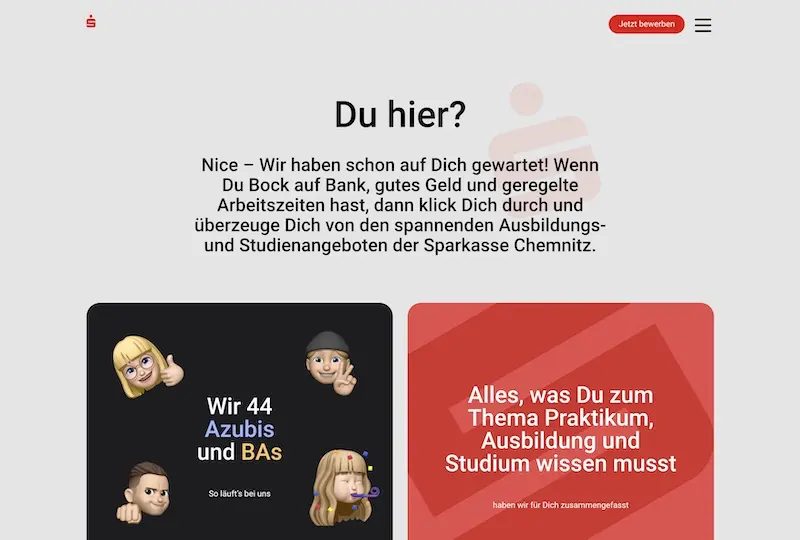 Jetzt bewerben
Du hier?
Nice – Wir haben schon auf Dich gewartet! Wenn
Du Bock auf Bank, gutes Geld und geregelte
Arbeitszeiten hast, dann klick Dich durch und
überzeuge Dich von den spannenden Ausbildungs-
und Studienangeboten der Sparkasse Chemnitz.
Wir 44
Azubis
und BAs
So läuft's bei uns
Alles, was Du zum
Thema Praktikum,
Ausbildung und
Studium wissen musst
haben wir für Dich zusammengefasst